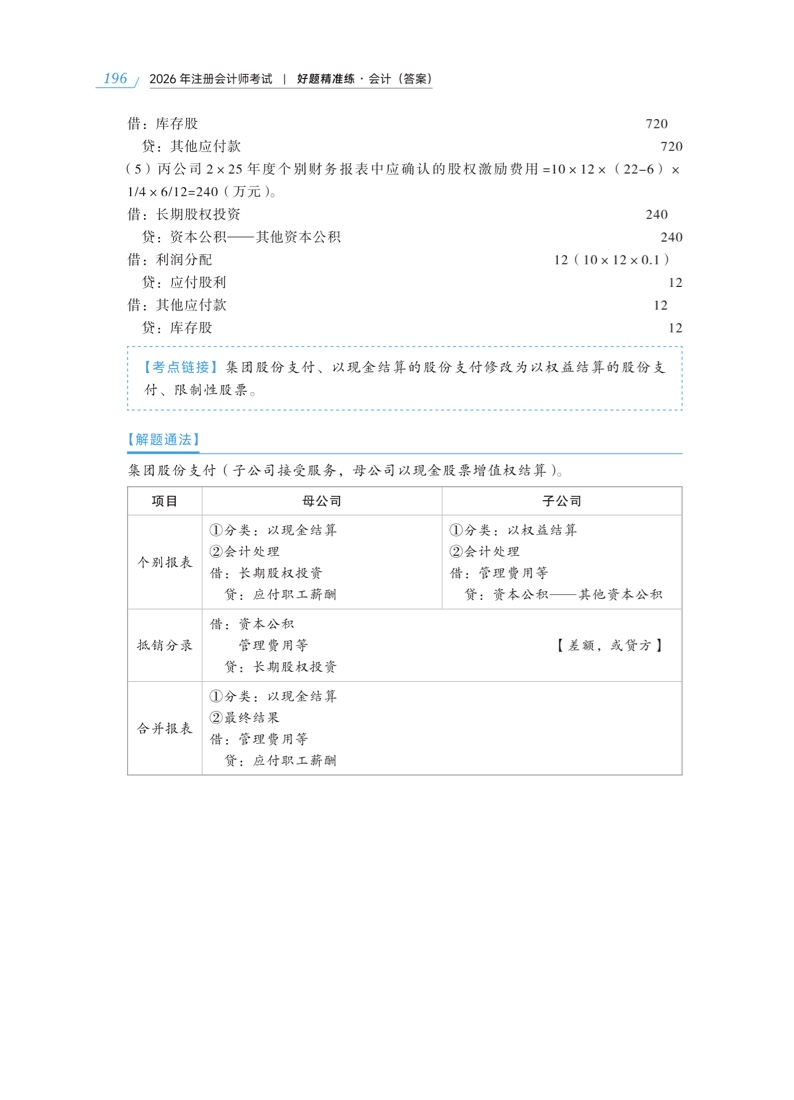 196 2026 年注册会计师考试 | 好题精准练·会计（答案）
借：库存股 720
贷：其他应付款 720
（5）丙公司 2×25 年度个别财务报表中应确认的股权激励费用 =10×12×（22-6）×
1/4×6/12=240（万元）。
借：长期股权投资 240
贷：资本公积——其他资本公积 240
借：利润分配 12（10×12×0.1）
贷：应付股利 12
借：其他应付款 12
贷：库存股 12
【考点链接】集团股份支付、以现金结算的股份支付修改为以权益结算的股份支
付、限制性股票。
【解题通法】
集团股份支付（子公司接受服务，母公司以现金股票增值权结算）。
项目 母公司 子公司
个别报表
①分类：以现金结算
②会计处理
借：长期股权投资
贷：应付职工薪酬
①分类：以权益结算
②会计处理
借：管理费用等
贷：资本公积——其他资本公积
抵销分录
借：资本公积
管理费用等 【差额，或贷方】
贷：长期股权投资
合并报表
①分类：以现金结算
②最终结果
借：管理费用等
贷：应付职工薪酬